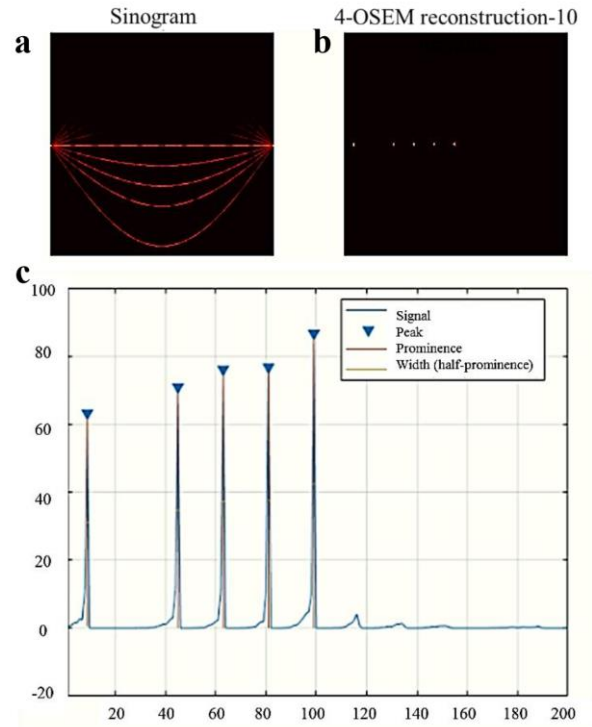 Sinogram
4-OSEM reconstruction-10
a
b
c
100
80
60
40
20
0
-20
Signal
Peak
Prominence
Width (half-prominence)
20 40 60 80 100 120 140 160 180 200